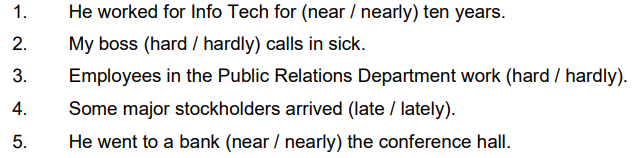 1. He worked for Info Tech for (near / nearly) ten years.
2. My boss (hard / hardly) calls in sick.
3. Employees in the Public Relations Department work (hard / hardly).
4. Some major stockholders arrived (late / lately).
5. He went to a bank (near / nearly) the conference hall.